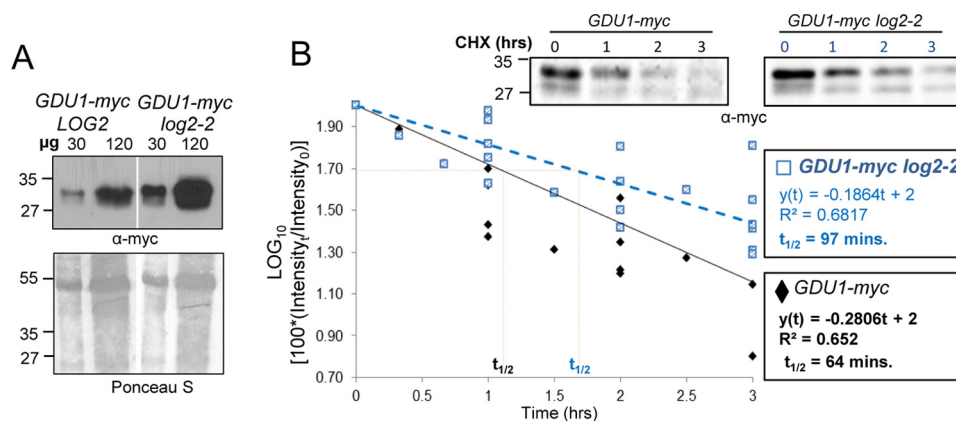 A
GDU1-myc GDU1-myc
LOG2 log2-2
µg 30 120 30 120
35
27
α-myc
55
35
27
Ponceau S
B
GDU1-myc GDU1-myc log2-2
CHX (hrs) 0 1 2 3 0 1 2 3
35
27
α-myc
LOG10
[100*(Intensityt/Intensity0)]
1.90
1.70
1.50
1.30
1.10
0.90
0.70
t1/2 t1/2
0 0.5 1 1.5 2 2.5 3
Time (hrs)
GDU1-myc log2-2
y(t) = -0.1864t + 2
R² = 0.6817
t1/2 = 97 mins.
GDU1-myc
y(t) = -0.2806t + 2
R² = 0.652
t1/2 = 64 mins.